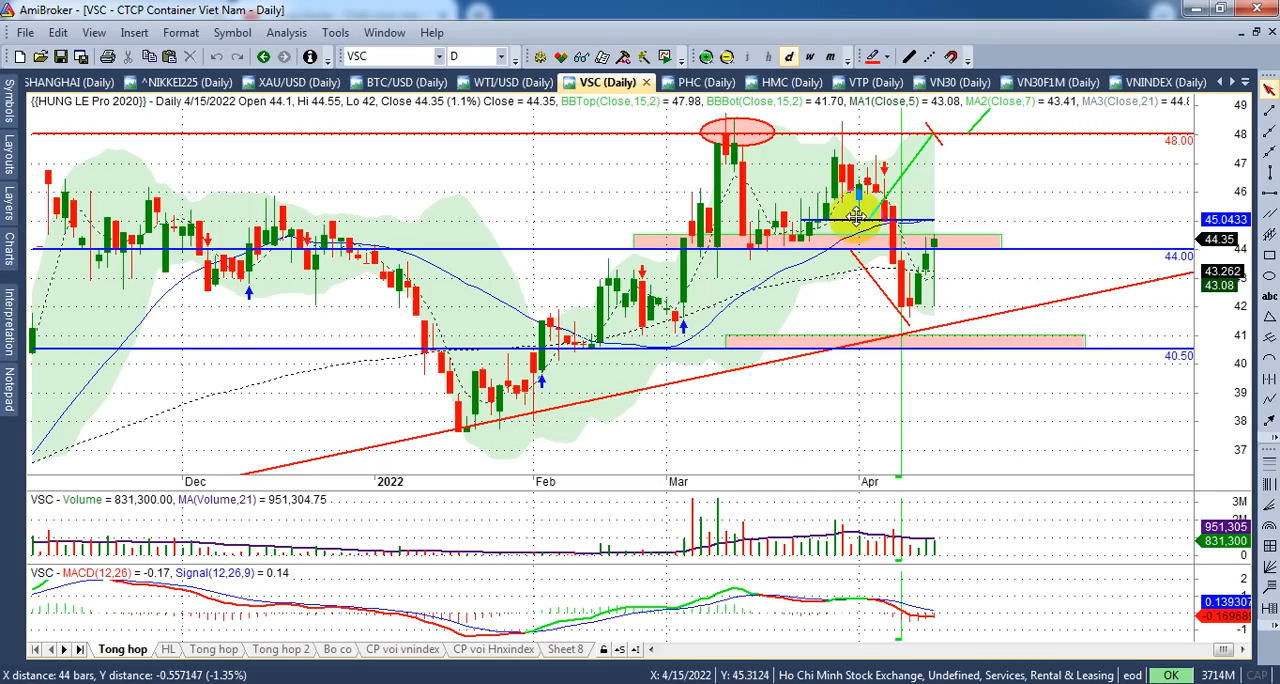 AmiBroker - [VSC - CTCP Container Viet Nam - Daily]
File Edit View Insert Format Symbol Analysis Tools Window Help
VSC D i h d w m
SHANGHAI (Daily) ^NIKKEI225 (Daily) XAU/USD (Daily) BTC/USD (Daily) WTI/USD (Daily) VSC (Daily) PHC (Daily) HMC (Daily) VTP (Daily) VN30 (Daily) VN30F1M (Daily) VNINDEX (Daily)
Symbols
Layouts
Layers
Charts
Interpretation
Notepad
{{HUNG LE Pro 2020}} - Daily 4/15/2022 Open 44.1, Hi 44.55, Lo 42, Close 44.35 (1.1%) Close = 44.35, BBTop(Close,15,2) = 47.98, BBBot(Close,15,2) = 41.70, MA1(Close,5) = 43.08, MA2(Close,7) = 43.41, MA3(Close,21) = 44.8
49
48
48.00
47
46
45.0433
44.35
44
44.00
43.262
43.08
42
41
40.50
40
39
38
37
Dec 2022 Feb Mar Apr
VSC - Volume = 831,300.00, MA(Volume,21) = 951,304.75
3M
2M
951,305
831,300
0
VSC - MACD(12,26) = -0.17, Signal(12,26,9) = 0.14
2
0.139307
-1
Tong hop HL Tong hop Tong hop 2 Bo co CP voi vnindex CP voi Hnxindex Sheet 8
X distance: 44 bars, Y distance: -0.557147 (-1.35%) X: 4/15/2022 Y: 45.3124 Ho Chi Minh Stock Exchange, Undefined, Services, Rental & Leasing eod OK 3714M CAP
abc